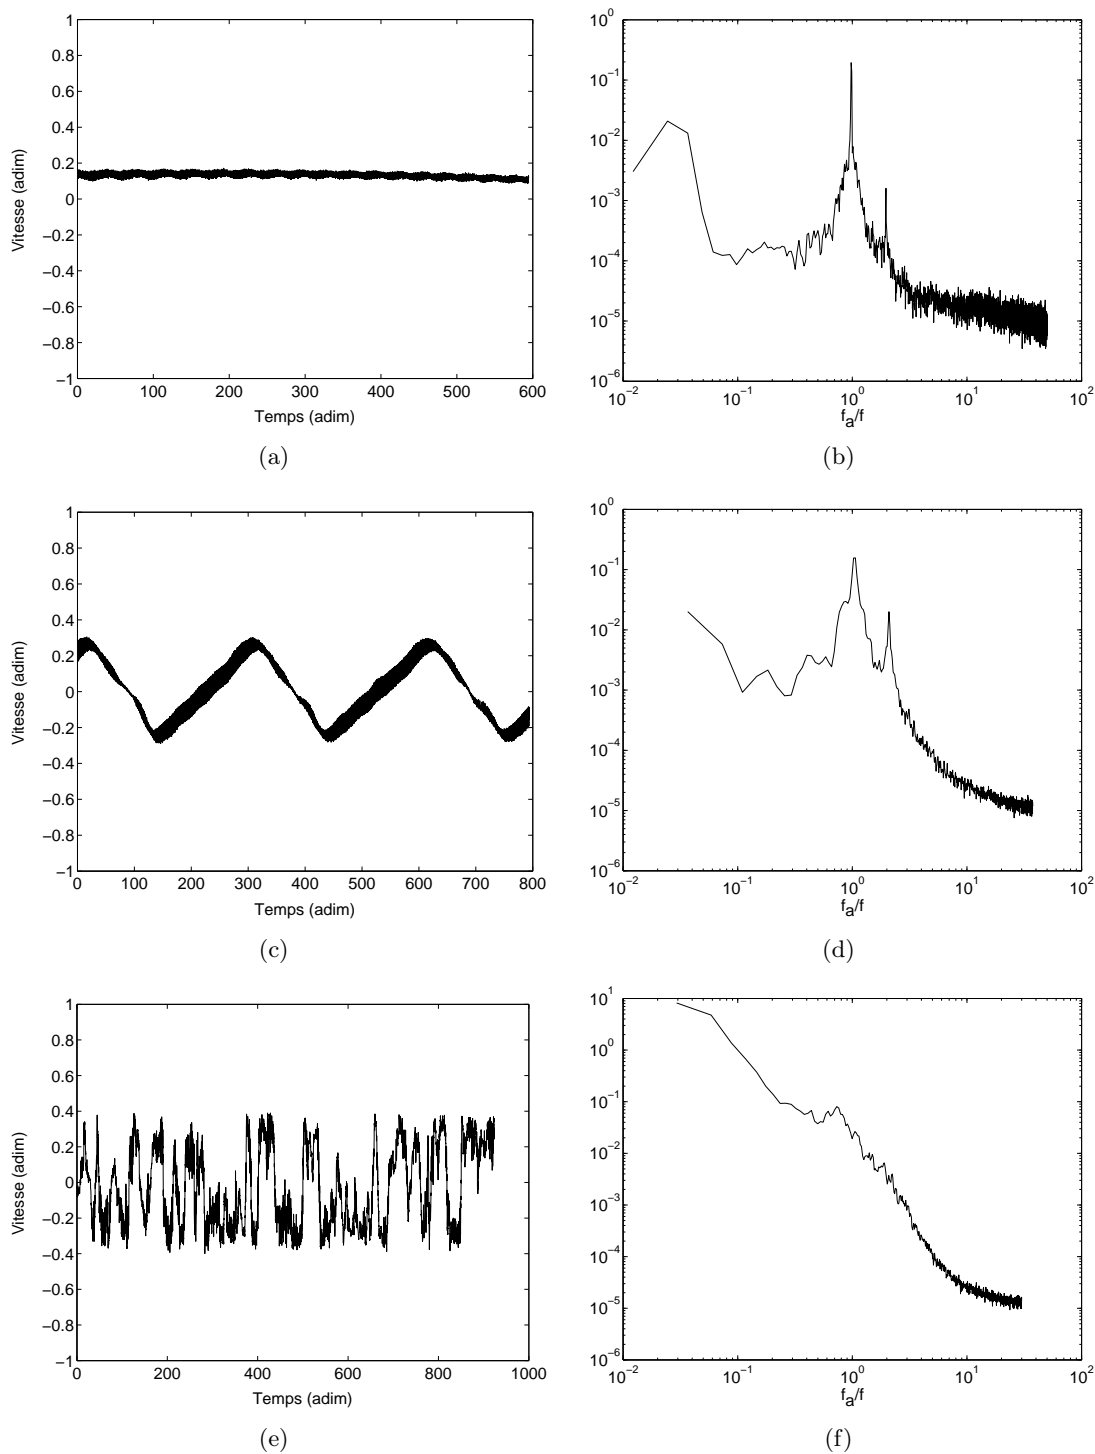 1
0.8
0.6
0.4
0.2
0
−0.2
−0.4
−0.6
−0.8
−1
Vitesse (adim)
0 100 200 300 400 500 600
Temps (adim)
(a)
10^0
10^−1
10^−2
10^−3
10^−4
10^−5
10^−6
10^−2 10^−1 10^0 10^1 10^2
f_a/f
(b)
1
0.8
0.6
0.4
0.2
0
−0.2
−0.4
−0.6
−0.8
−1
Vitesse (adim)
0 100 200 300 400 500 600 700 800
Temps (adim)
(c)
10^0
10^−1
10^−2
10^−3
10^−4
10^−5
10^−6
10^−2 10^−1 10^0 10^1 10^2
f_a/f
(d)
1
0.8
0.6
0.4
0.2
0
−0.2
−0.4
−0.6
−0.8
−1
Vitesse (adim)
0 200 400 600 800 1000
Temps (adim)
(e)
10^1
10^0
10^−1
10^−2
10^−3
10^−4
10^−5
10^−6
10^−2 10^−1 10^0 10^1 10^2
f_a/f
(f)